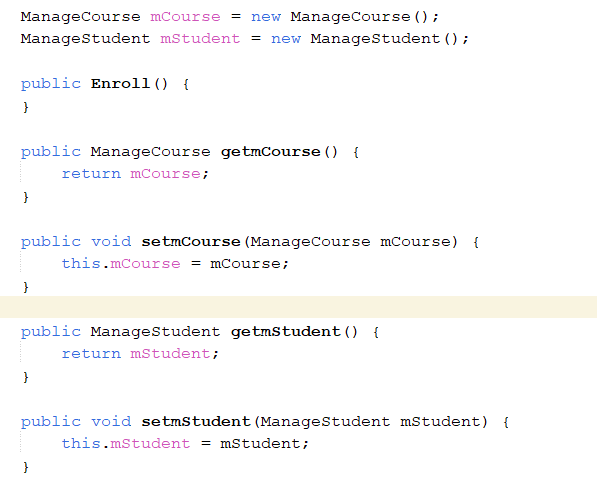 ManageCourse mCourse = new ManageCourse();
ManageStudent mStudent = new ManageStudent();
public Enroll() {
}
public ManageCourse getmCourse() {
return mCourse;
}
public void setmCourse(ManageCourse mCourse) {
this.mCourse = mCourse;
}
public ManageStudent getmStudent() {
return mStudent;
}
public void setmStudent(ManageStudent mStudent) {
this.mStudent = mStudent;
}